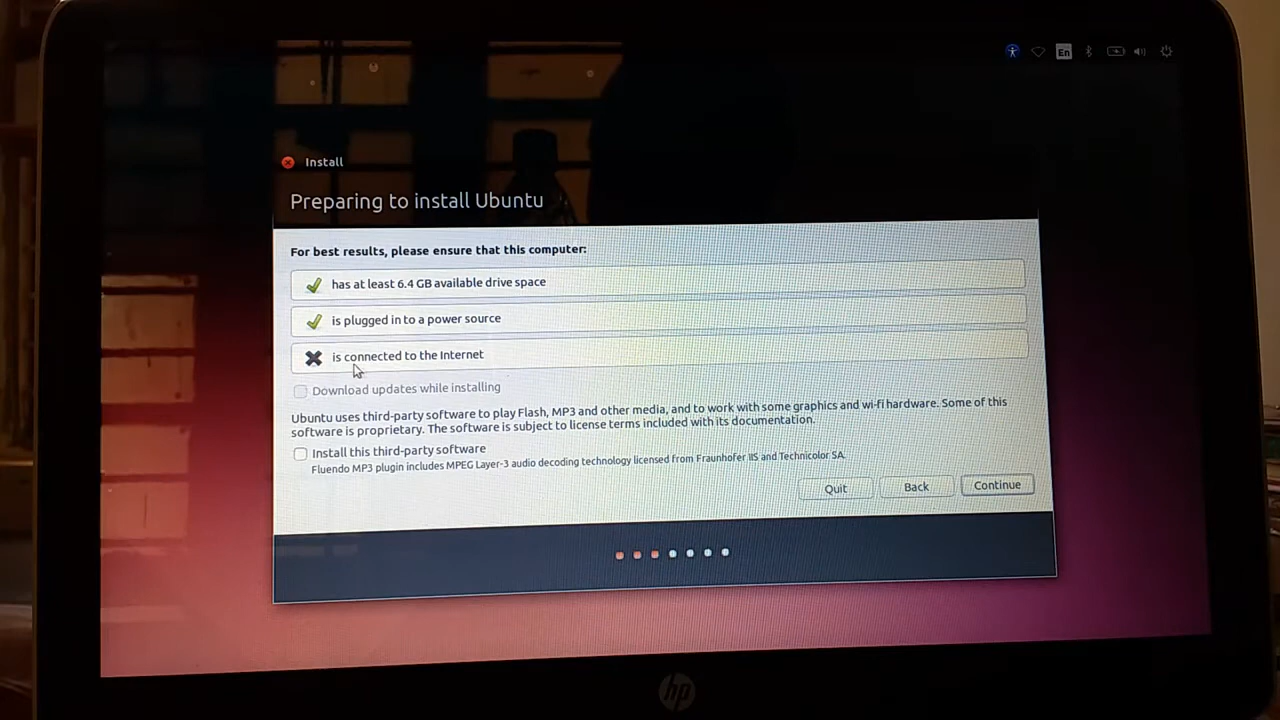 En
Install
Preparing to install Ubuntu
For best results, please ensure that this computer:
has at least 6.4 GB available drive space
is plugged in to a power source
is connected to the Internet
Download updates while installing
Ubuntu uses third-party software to play Flash, MP3 and other media, and to work with some graphics and wi-fi hardware. Some of this
software is proprietary. The software is subject to license terms included with its documentation.
Install this third-party software
Fluendo MP3 plugin includes MPEG Layer-3 audio decoding technology licensed from Fraunhofer IIS and Technicolor SA.
Quit Back Continue
hp